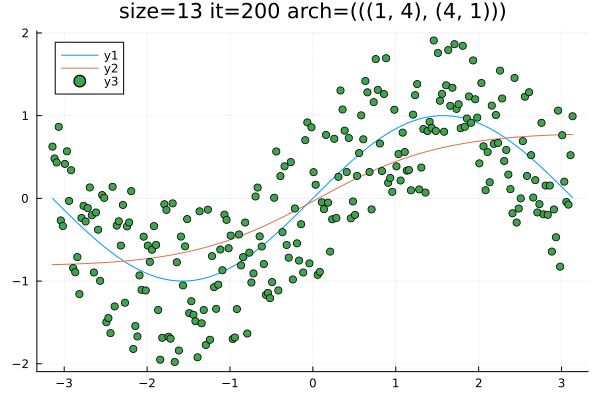 size=13 it=200 arch=(((1, 4), (4, 1)))
y1
y2
y3
2
1
0
−1
−2
−3 −2 −1 0 1 2 3